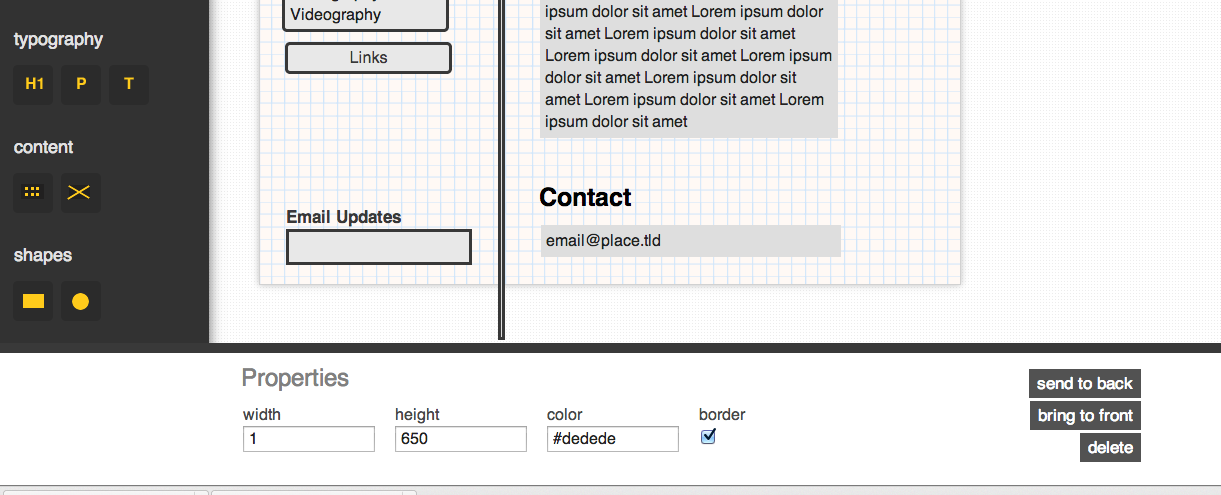 typography
H1 P T
content
shapes
Videography
Links
Email Updates
ipsum dolor sit amet Lorem ipsum dolor
sit amet Lorem ipsum dolor sit amet
Lorem ipsum dolor sit amet Lorem ipsum
dolor sit amet Lorem ipsum dolor sit
amet Lorem ipsum dolor sit amet Lorem
ipsum dolor sit amet
Contact
email@place.tld
Properties
width
1
height
650
color
#dedede
border
send to back
bring to front
delete